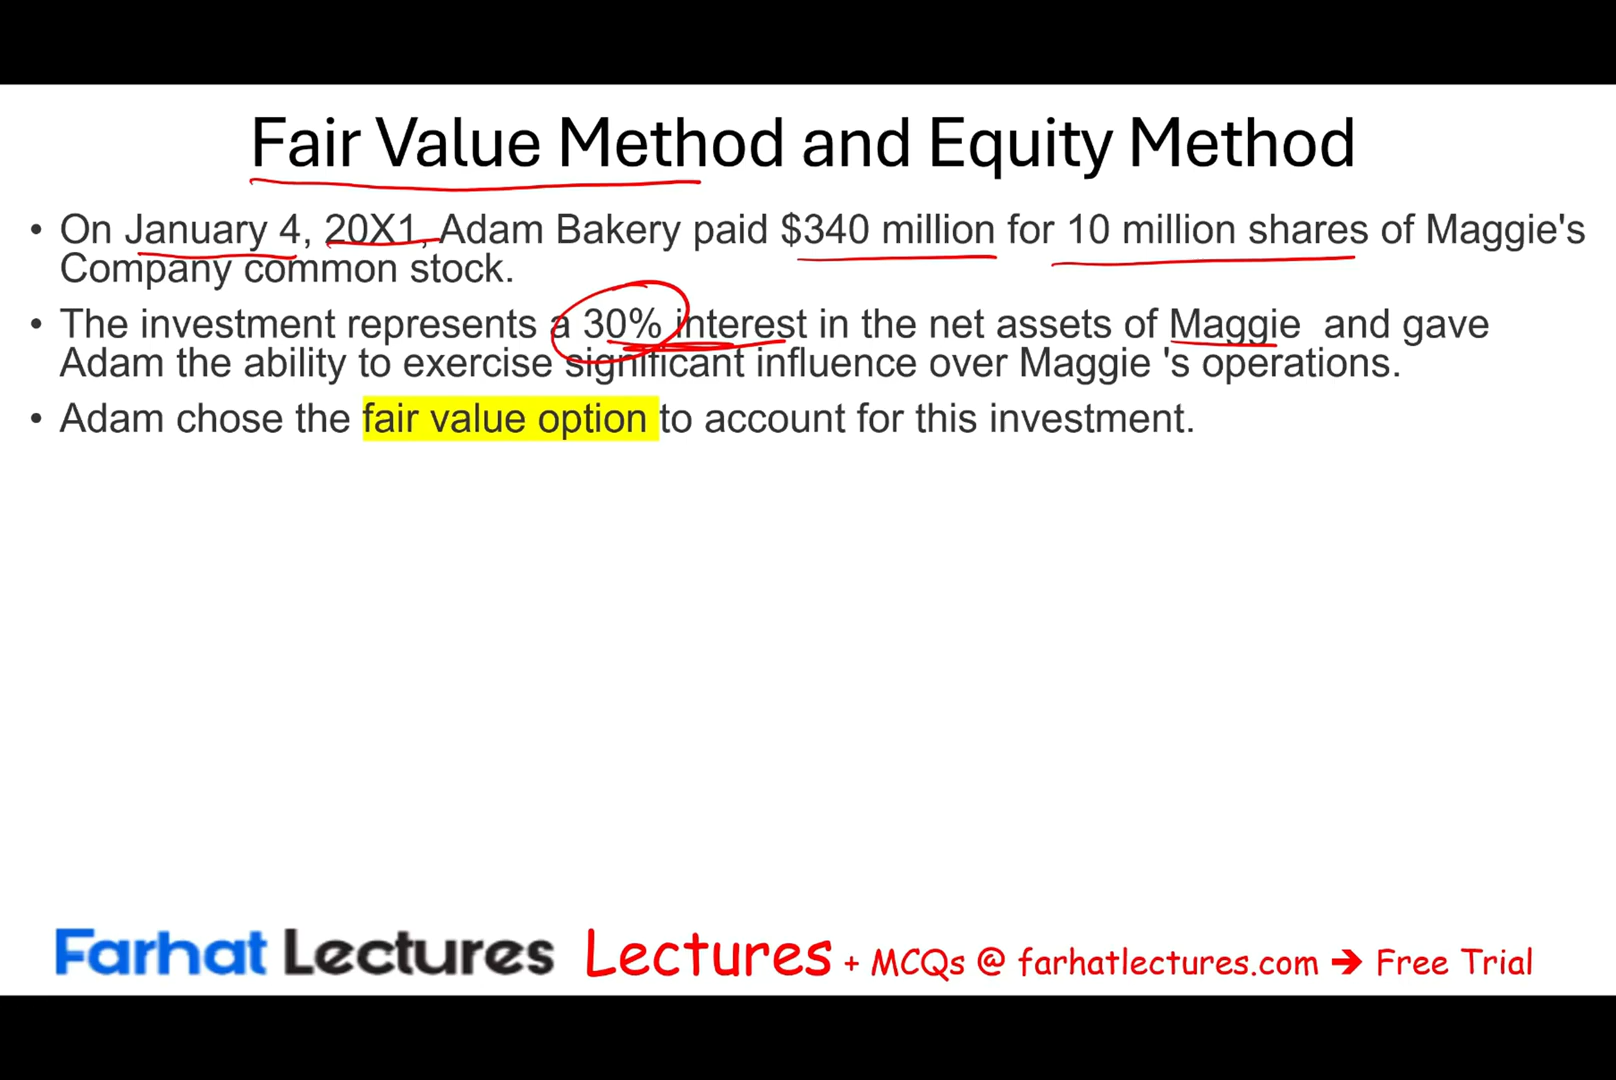 Fair Value Method and Equity Method
• On January 4, 20X1, Adam Bakery paid $340 million for 10 million shares of Maggie's
Company common stock.
• The investment represents a 30% interest in the net assets of Maggie  and gave
Adam the ability to exercise significant influence over Maggie 's operations.
• Adam chose the fair value option to account for this investment.
Farhat Lectures Lectures + MCQs @ farhatlectures.com ➔ Free Trial